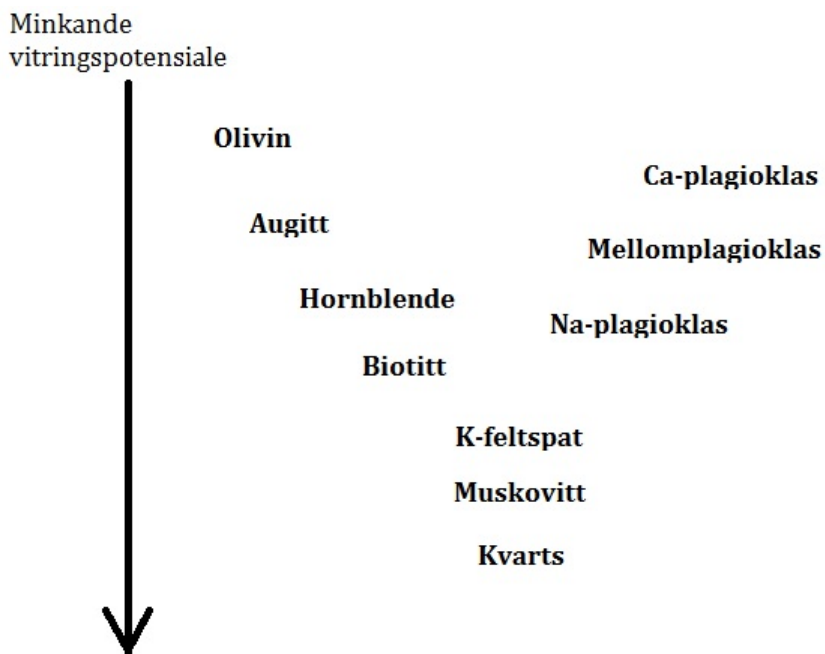 Minkande
vitringspotensiale
Olivin
Ca-plagioklas
Augitt
Mellomplagioklas
Hornblende
Na-plagioklas
Biotitt
K-feltspat
Muskovitt
Kvarts